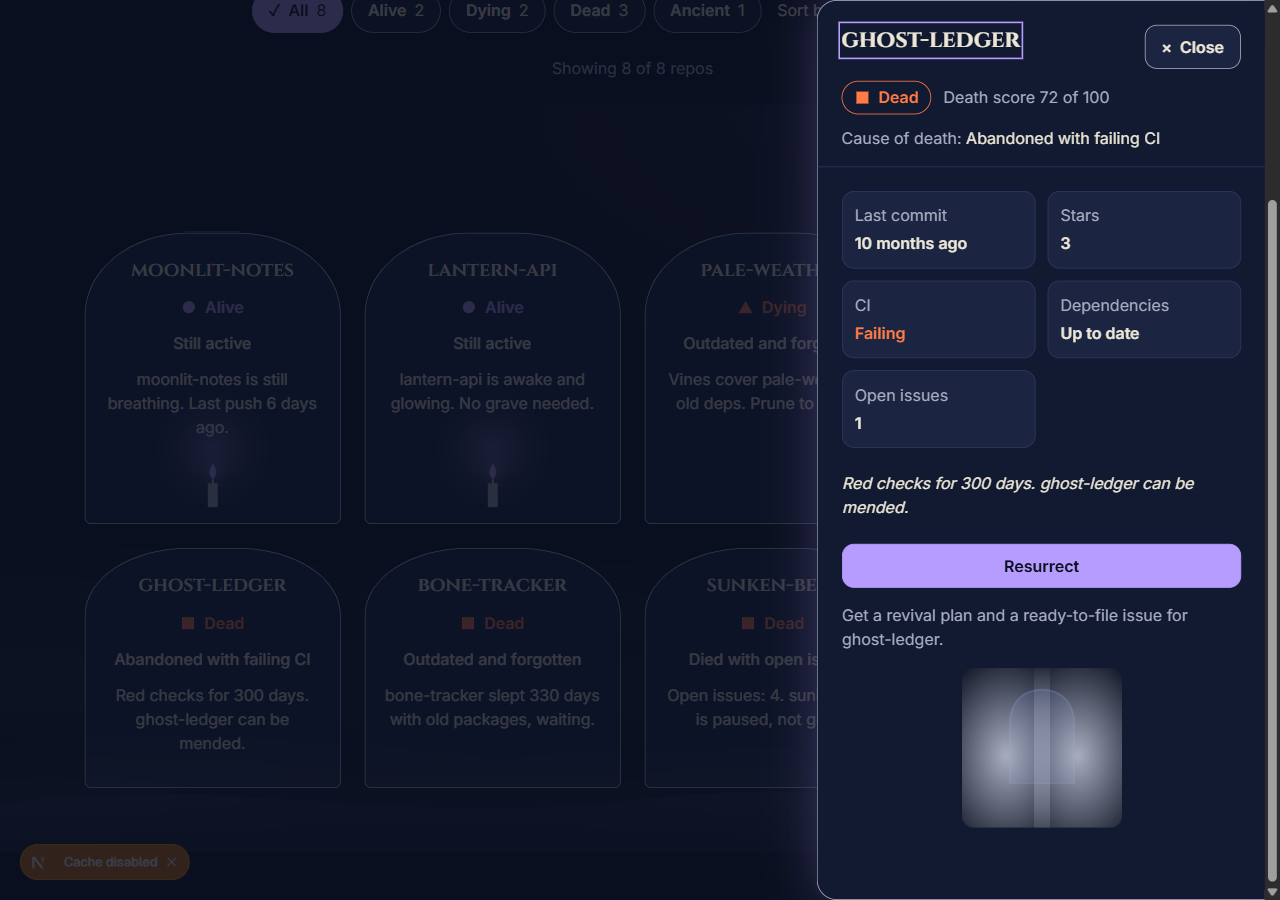 ✓ All 8 Alive 2 Dying 2 Dead 3 Ancient 1 Sort b
Showing 8 of 8 repos
MOONLIT-NOTES
Alive
Still active
moonlit-notes is still
breathing. Last push 6 days
ago.
LANTERN-API
Alive
Still active
lantern-api is awake and
glowing. No grave needed.
PALE-WEATH
Dying
Outdated and forg
Vines cover pale-we
old deps. Prune to
GHOST-LEDGER
Dead
Abandoned with failing CI
Red checks for 300 days.
ghost-ledger can be
mended.
BONE-TRACKER
Dead
Outdated and forgotten
bone-tracker slept 330 days
with old packages, waiting.
SUNKEN-BE
Dead
Died with open is
Open issues: 4. sun
is paused, not g
N Cache disabled ×
GHOST-LEDGER
× Close
Dead Death score 72 of 100
Cause of death: Abandoned with failing CI
Last commit
10 months ago
Stars
3
CI
Failing
Dependencies
Up to date
Open issues
1
Red checks for 300 days. ghost-ledger can be
mended.
Resurrect
Get a revival plan and a ready-to-file issue for
ghost-ledger.